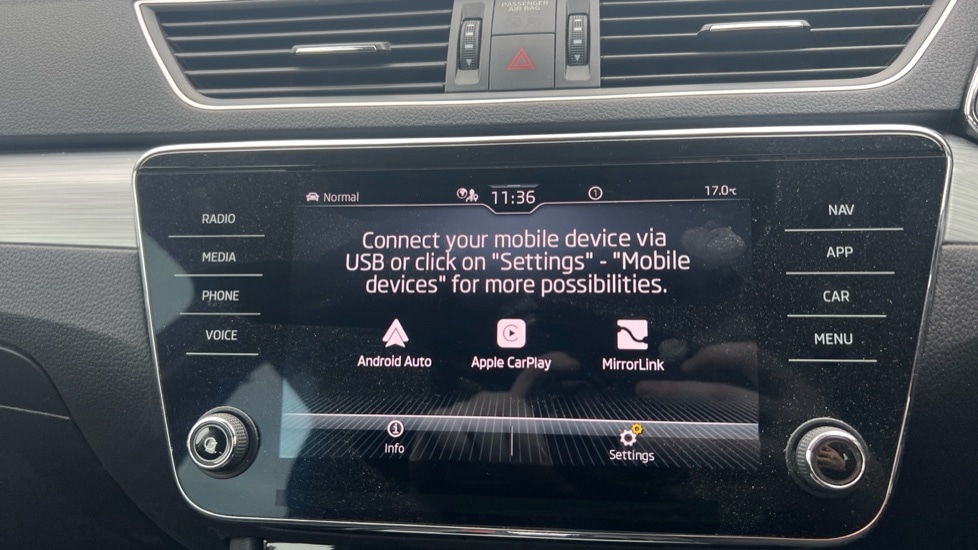 PASSENGER
AIR BAG
RADIO
MEDIA
PHONE
VOICE
Normal
11:36
17.0°C
Connect your mobile device via
USB or click on "Settings" - "Mobile
devices" for more possibilities.
Android Auto
Apple CarPlay
MirrorLink
Info
Settings
NAV
APP
CAR
MENU